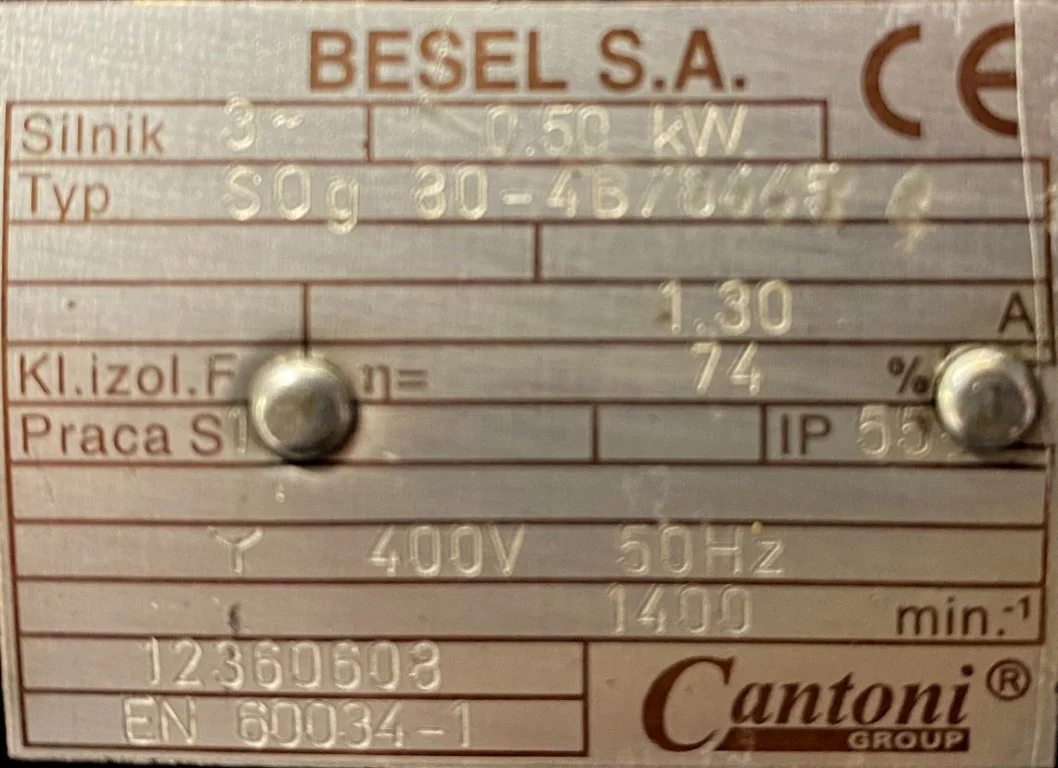 BESEL S.A. CE
Silnik 3~ 0.50 kW
Typ SOg 80-4B/
1.30 A
Kl.izol.F η= 74 %
Praca S1 IP 55
Y 400V 50Hz
1400 min.-¹
12360608
EN 60034-1
Cantoni®
GROUP